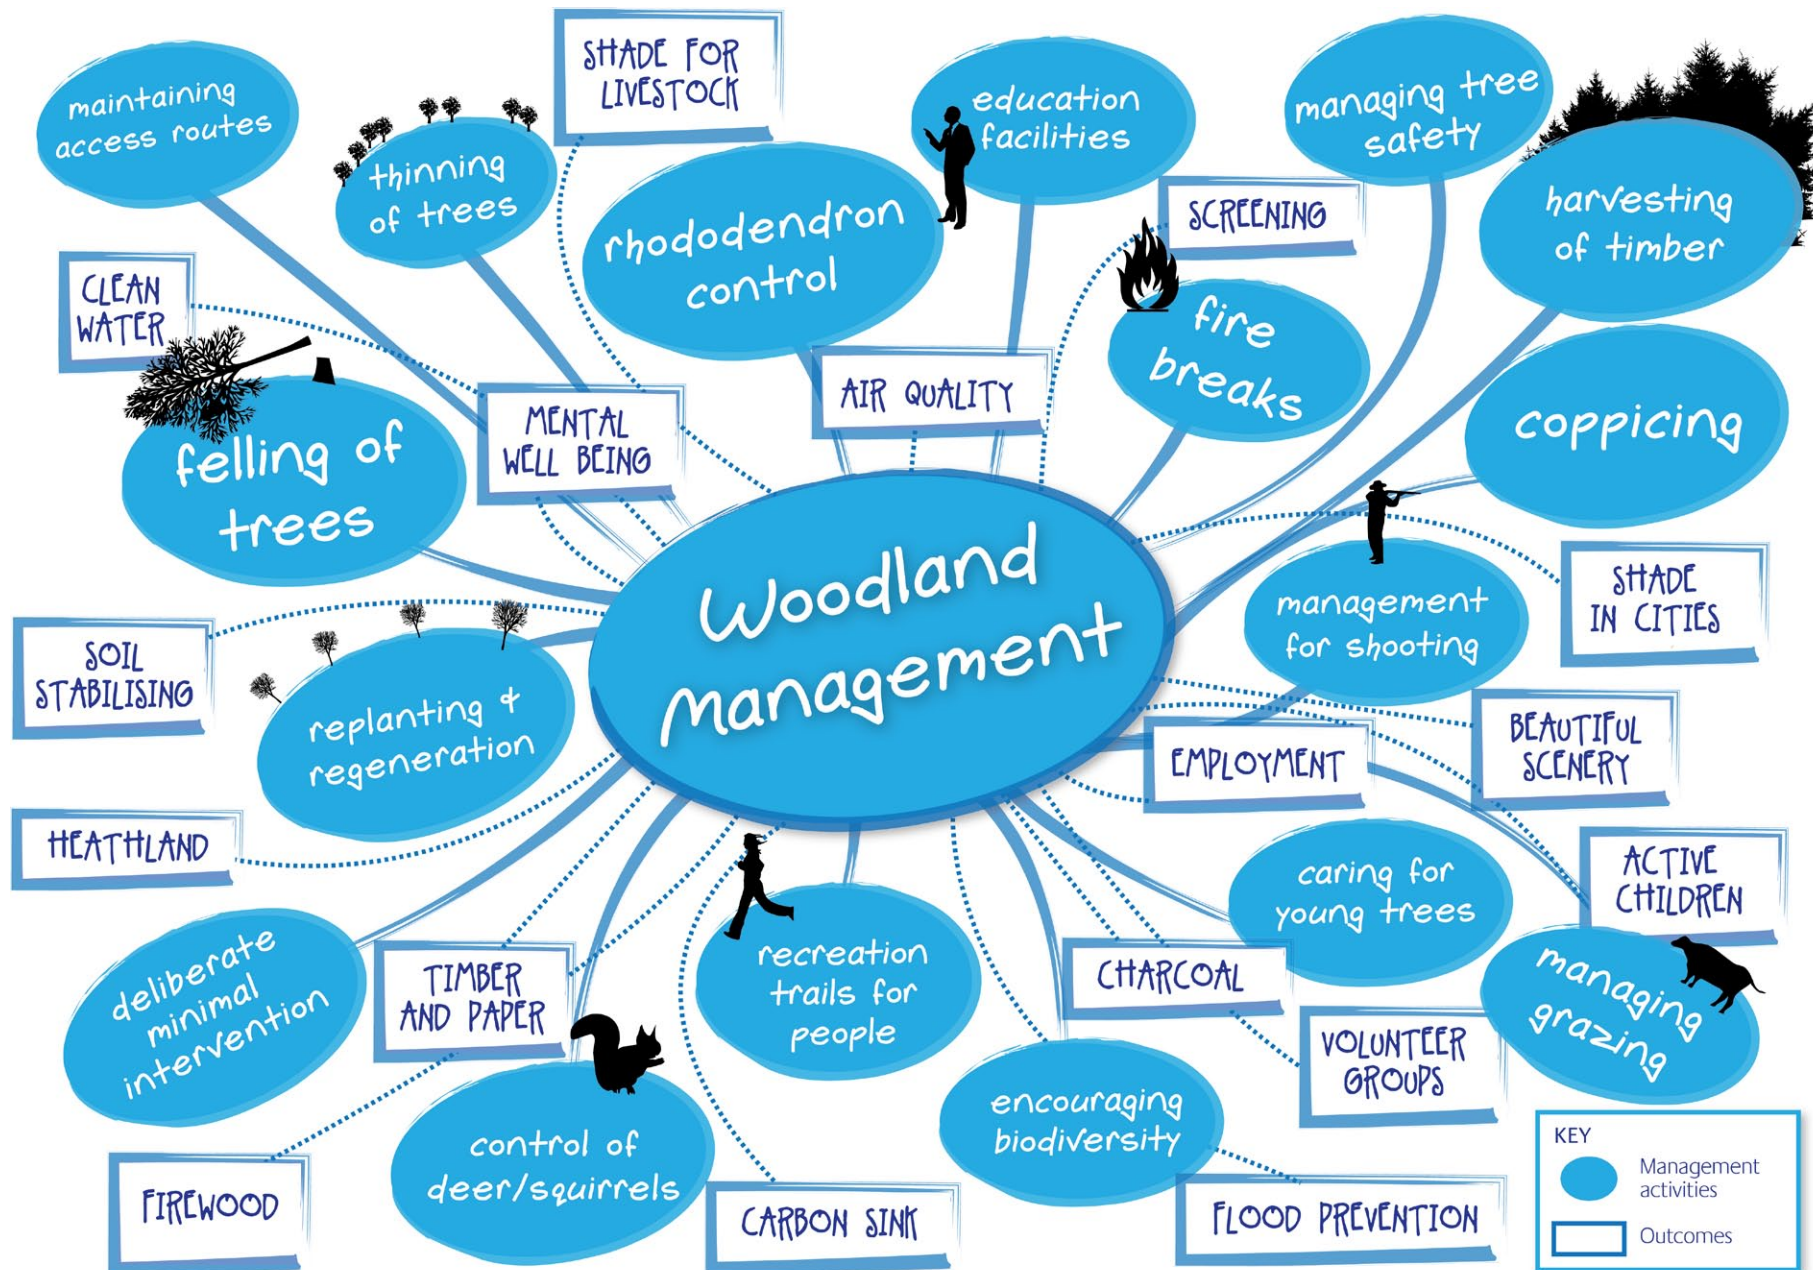 maintaining
access routes
thinning
of trees
SHADE FOR
LIVESTOCK
rhododendron
control
education
facilities
SCREENING
managing tree
safety
harvesting
of timber
CLEAN
WATER
felling of
trees
MENTAL
WELL BEING
AIR QUALITY
fire
breaks
coppicing
Woodland
Management
management
for shooting
SHADE
IN CITIES
SOIL
STABILISING
replanting &
regeneration
EMPLOYMENT
BEAUTIFUL
SCENERY
HEATHLAND
caring for
young trees
ACTIVE
CHILDREN
deliberate
minimal
intervention
TIMBER
AND PAPER
recreation
trails for
people
CHARCOAL
managing
grazing
VOLUNTEER
GROUPS
encouraging
biodiversity
control of
deer/squirrels
FIREWOOD
CARBON SINK
FLOOD PREVENTION
KEY
Management
activities
Outcomes